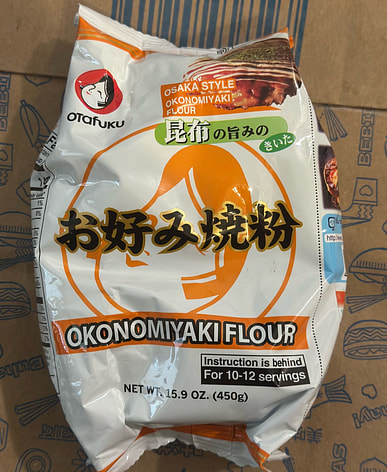 OTAFUKU
OSAKA STYLE
OKONOMIYAKI
FLOUR
昆布の旨みの
きいた
お好み焼粉
OKONOMIYAKI FLOUR
Instruction is behind
For 10-12 servings
NET WT. 15.9 OZ. (450g)